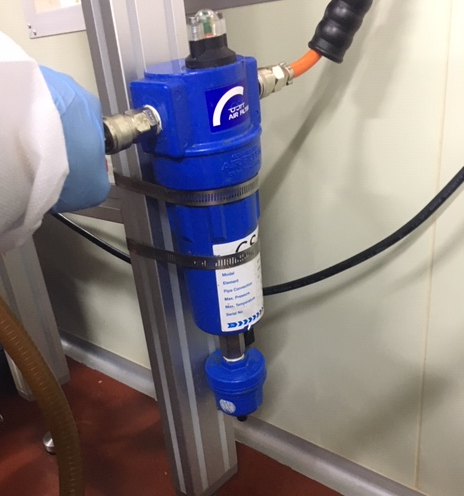 AIR FILTER
CS
Model
Element
Pipe Connection
Max. Pressure
Max. Temperature
Serial No.